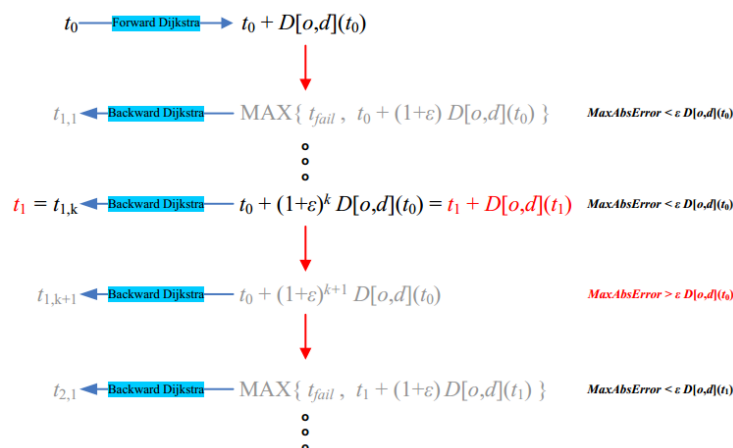 t₀ Forward Dijkstra t₀ + D[o,d](t₀)
t₁,₁ Backward Dijkstra MAX{ t_fail , t₀ + (1+ε) D[o,d](t₀) } MaxAbsError < ε D[o,d](t₀)
t₁ = t₁,ₖ Backward Dijkstra t₀ + (1+ε)ᵏ D[o,d](t₀) = t₁ + D[o,d](t₁) MaxAbsError < ε D[o,d](t₀)
t₁,ₖ₊₁ Backward Dijkstra t₀ + (1+ε)ᵏ⁺¹ D[o,d](t₀) MaxAbsError > ε D[o,d](t₀)
t₂,₁ Backward Dijkstra MAX{ t_fail , t₁ + (1+ε) D[o,d](t₁) } MaxAbsError < ε D[o,d](t₁)